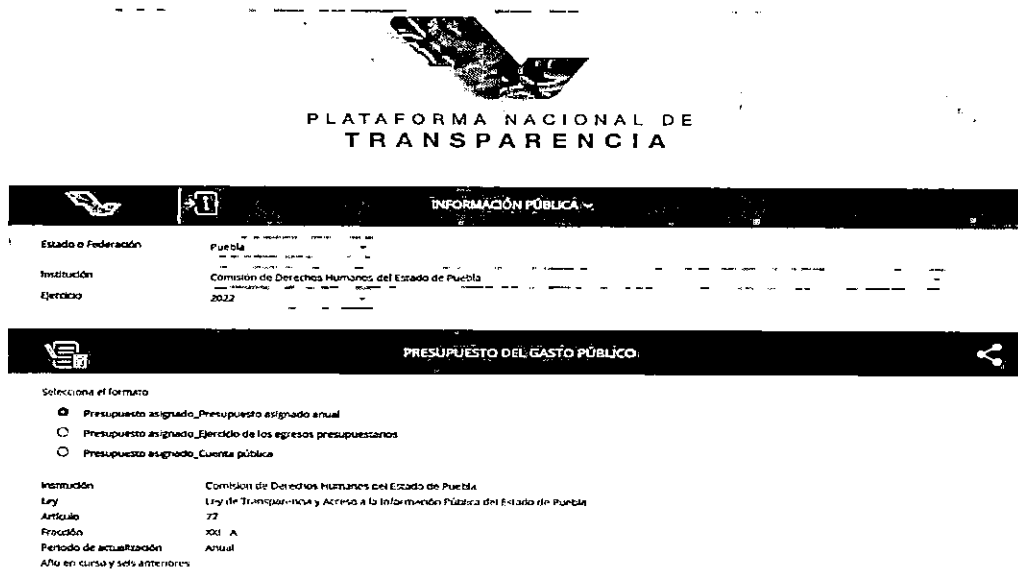 PLATAFORMA NACIONAL DE
TRANSPARENCIA
INFORMACIÓN PÚBLICA
Estado o Federación Puebla
Institución Comisión de Derechos Humanos del Estado de Puebla
Ejercicio 2022
PRESUPUESTO DEL GASTO PÚBLICO
Selecciona el formato
Presupuesto asignado_Presupuesto asignado anual
Presupuesto asignado_Ejercicio de los egresos presupuestarios
Presupuesto asignado_Cuenta pública
Institución Comisión de Derechos Humanos del Estado de Puebla
Ley Ley de Transparencia y Acceso a la Información Pública del Estado de Puebla
Artículo 77
Fracción XXI A
Periodo de actualización Anual
Año en curso y seis anteriores